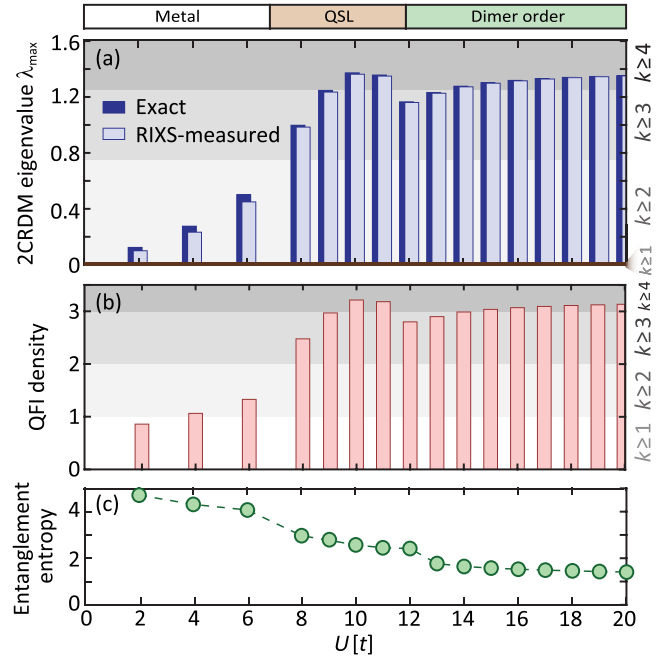 Metal QSL Dimer order
(a)
Exact
RIXS-measured
2CRDM eigenvalue λmax
1.6
1.2
0.8
0.4
0
k≥4
k≥3
k≥2
k≥1
(b)
QFI density
3
2
1
0
k≥4
k≥3
k≥2
k≥1
(c)
Entanglement
entropy
4
2
0
0 2 4 6 8 10 12 14 16 18 20
U [t]